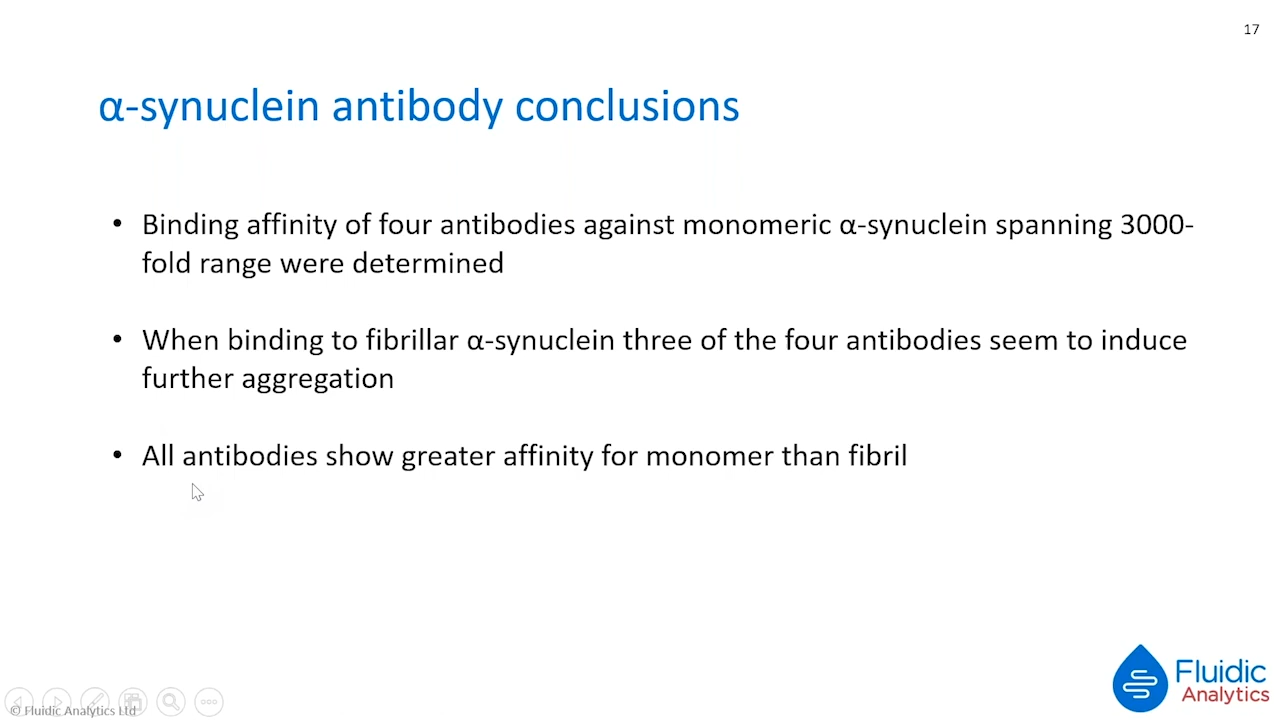 17
α-synuclein antibody conclusions
• Binding affinity of four antibodies against monomeric α-synuclein spanning 3000-
fold range were determined
• When binding to fibrillar α-synuclein three of the four antibodies seem to induce
further aggregation
• All antibodies show greater affinity for monomer than fibril
Fluidic
Analytics
© Fluidic Analytics Ltd